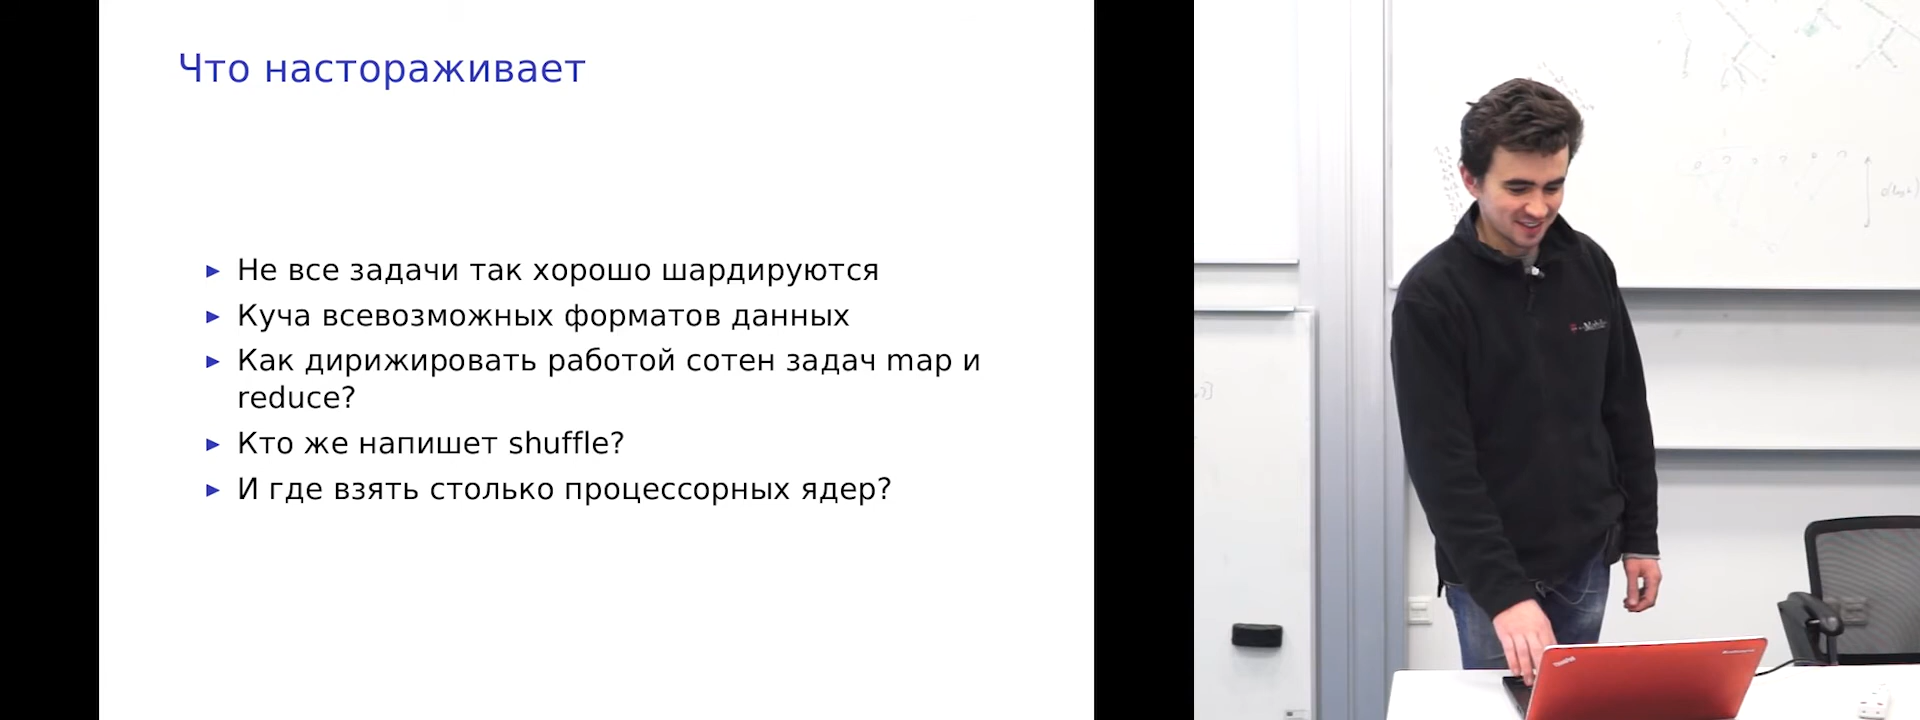 Что настораживает
Не все задачи так хорошо шардируются
Куча всевозможных форматов данных
Как дирижировать работой сотен задач map и
reduce?
Кто же напишет shuffle?
И где взять столько процессорных ядер?
ThinkPad